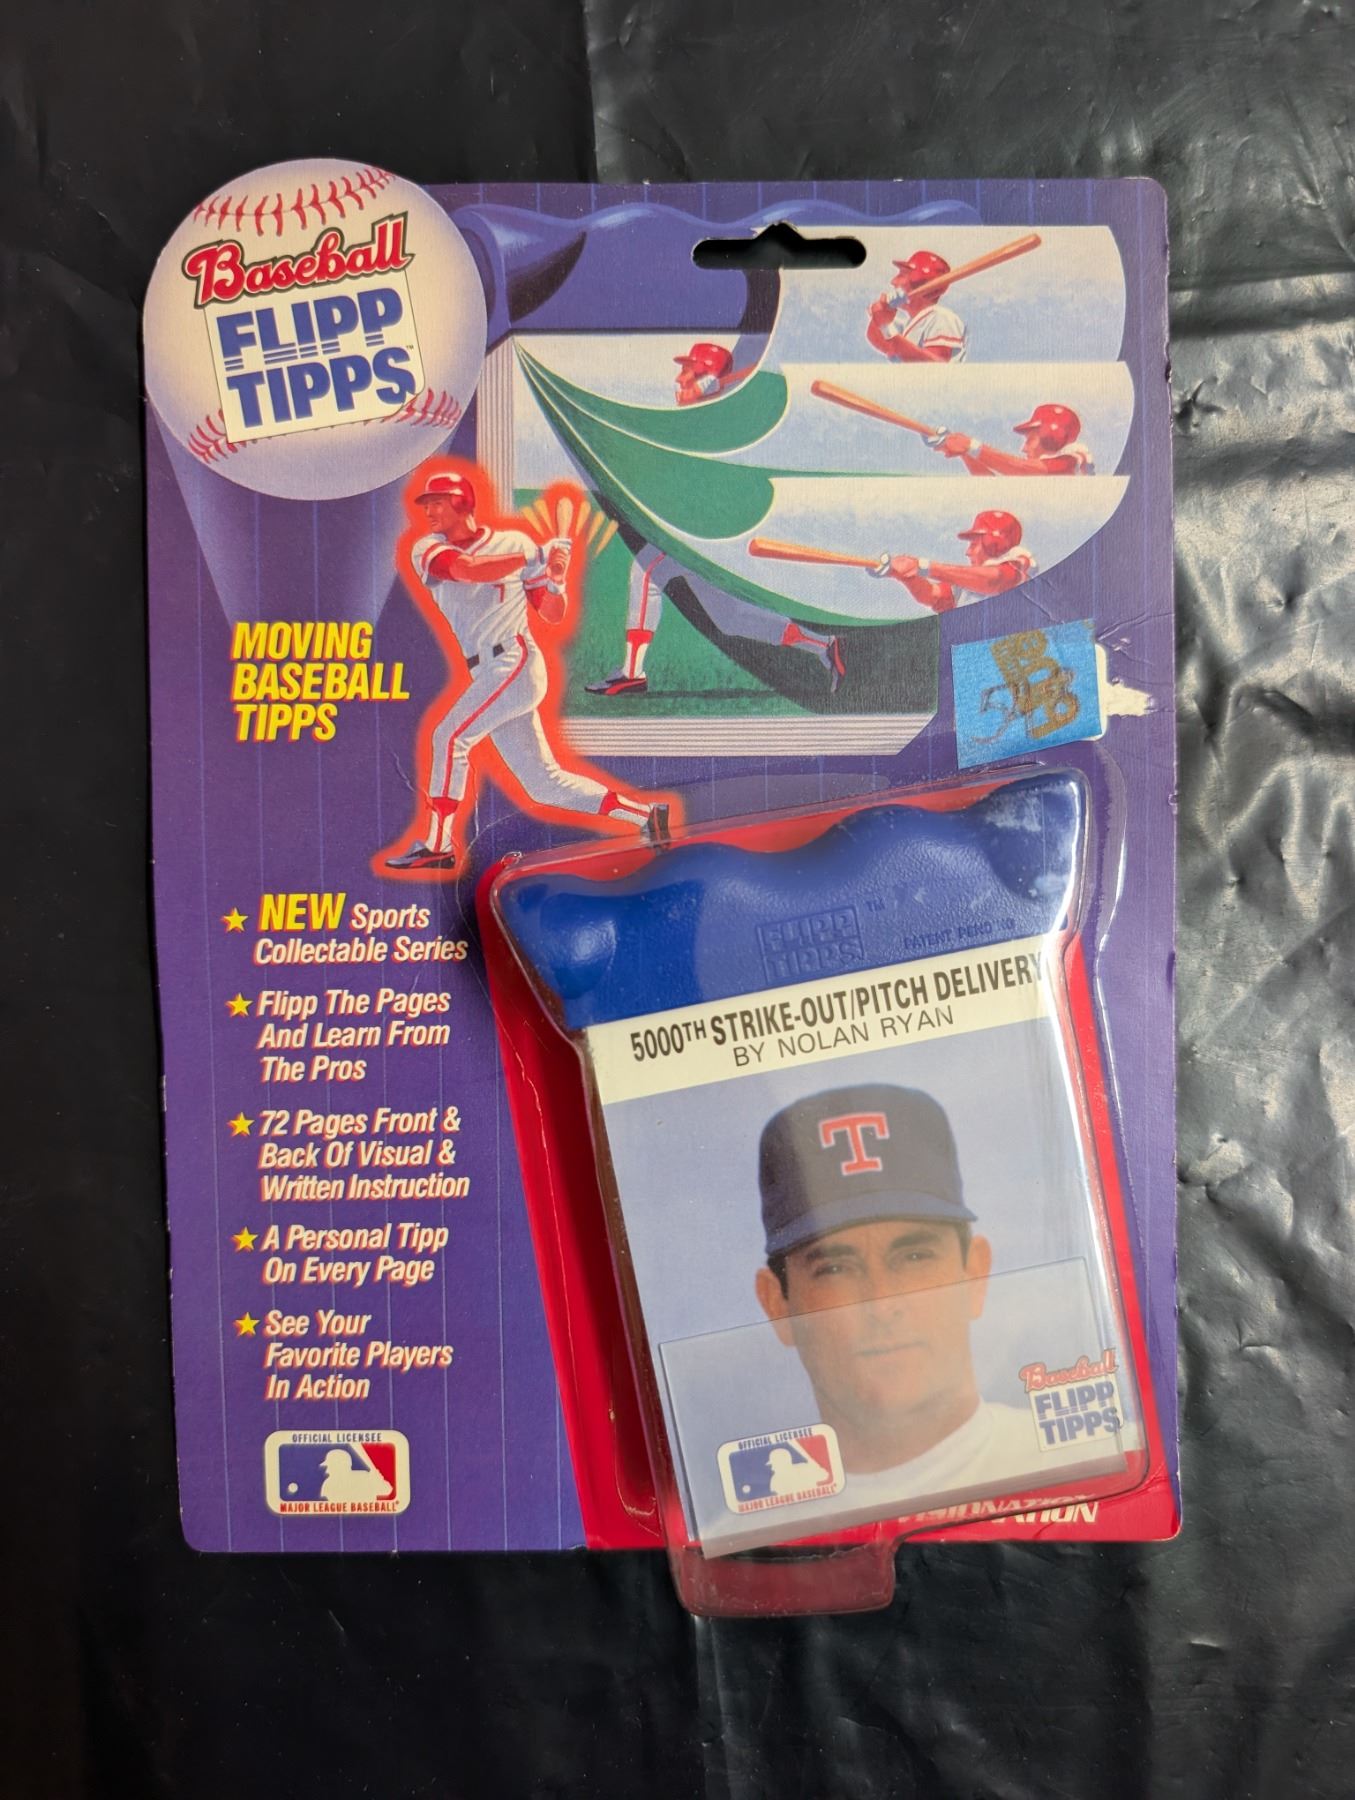 Baseball
FLIPP
TIPPS™
MOVING
BASEBALL
TIPPS
NEW Sports
Collectable Series
Flipp The Pages
And Learn From
The Pros
72 Pages Front &
Back Of Visual &
Written Instruction
A Personal Tipp
On Every Page
See Your
Favorite Players
In Action
OFFICIAL LICENSEE
MAJOR LEAGUE BASEBALL
7
FLIPP
TIPPS
™
PATENT PEND
5000TH STRIKE-OUT/PITCH DELIVERY
BY NOLAN RYAN
T
Baseball
FLIPP
TIPPS
OFFICIAL LICENSEE
MAJOR LEAGUE BASEBALL